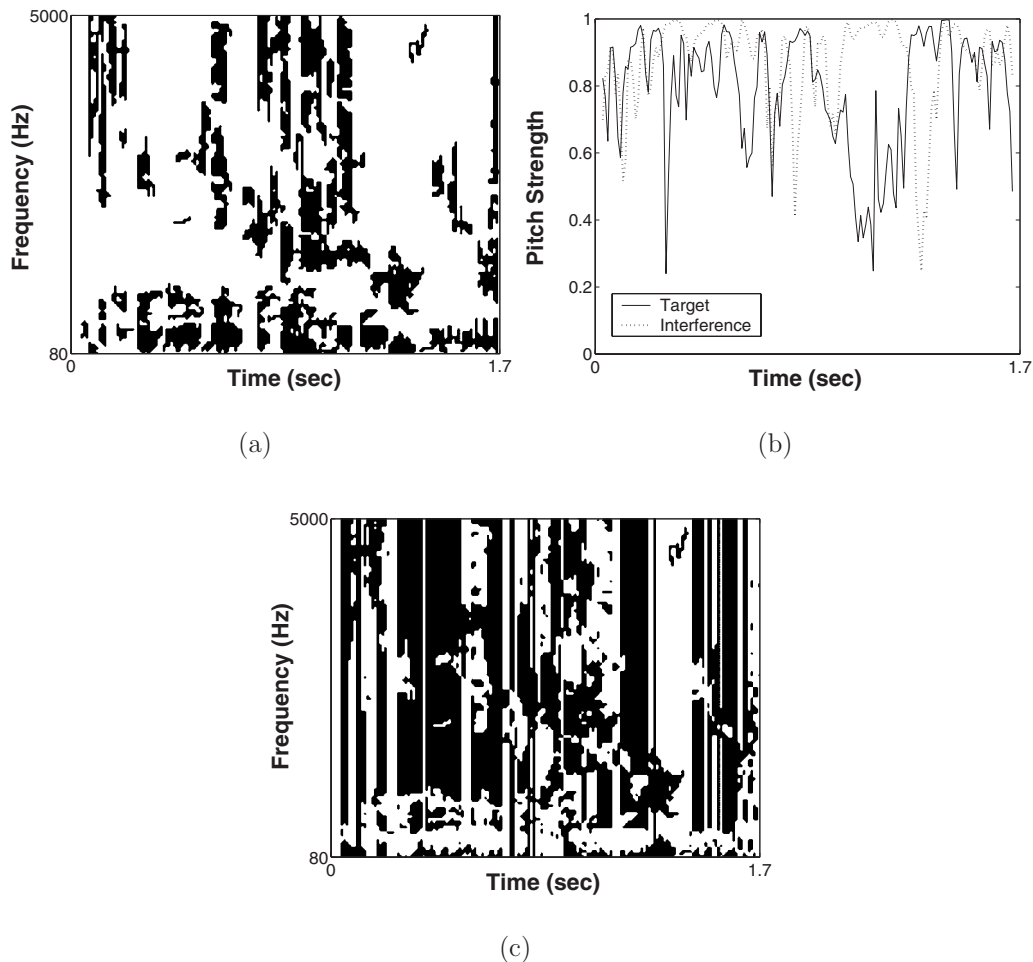 5000
Frequency (Hz)
80
0
Time (sec)
1.7
(a)
1
0.8
0.6
0.4
0.2
0
Pitch Strength
Target
Interference
0
Time (sec)
1.7
(b)
5000
Frequency (Hz)
80
0
Time (sec)
1.7
(c)